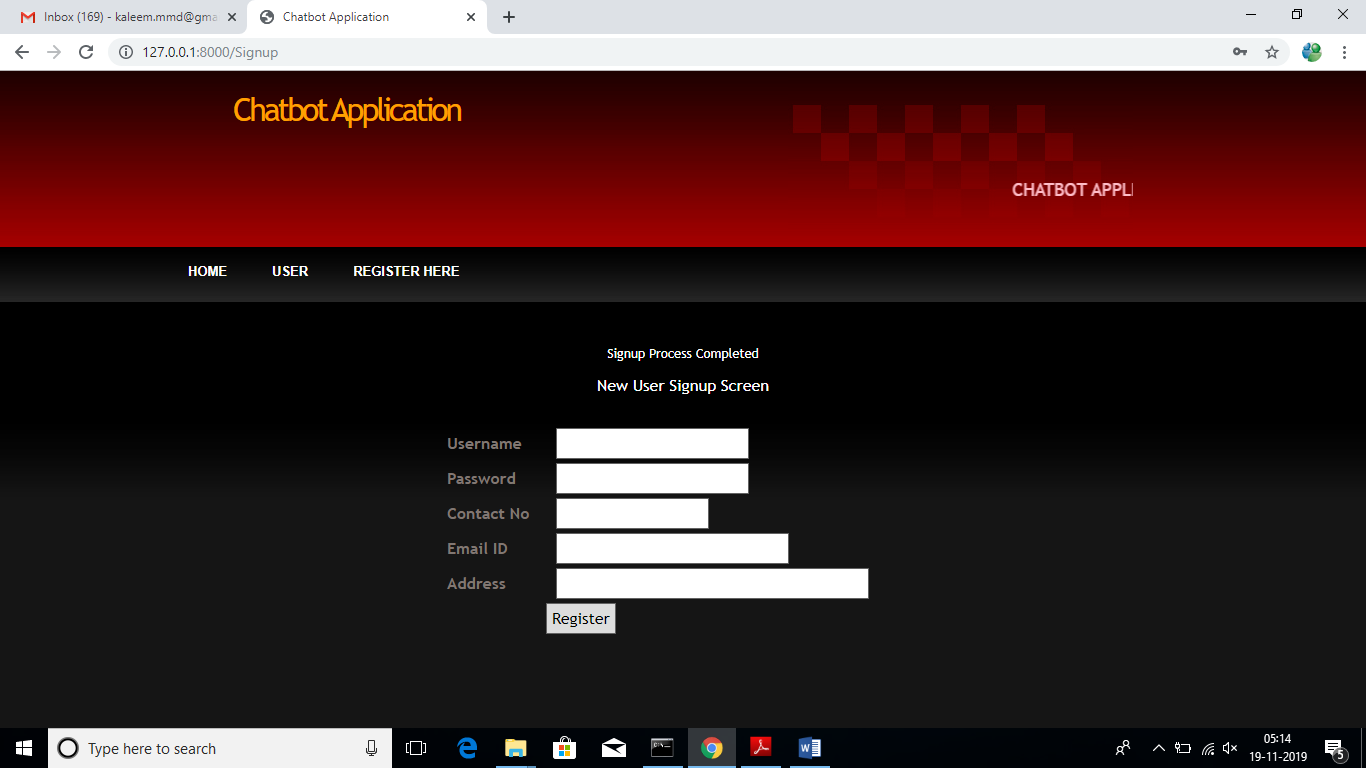 Inbox (169) - kaleem.mmd@gma
Chatbot Application
127.0.0.1:8000/Signup
Chatbot Application
CHATBOT APPL
HOME USER REGISTER HERE
Signup Process Completed
New User Signup Screen
Username
Password
Contact No
Email ID
Address
Register
Type here to search
05:14
19-11-2019
5